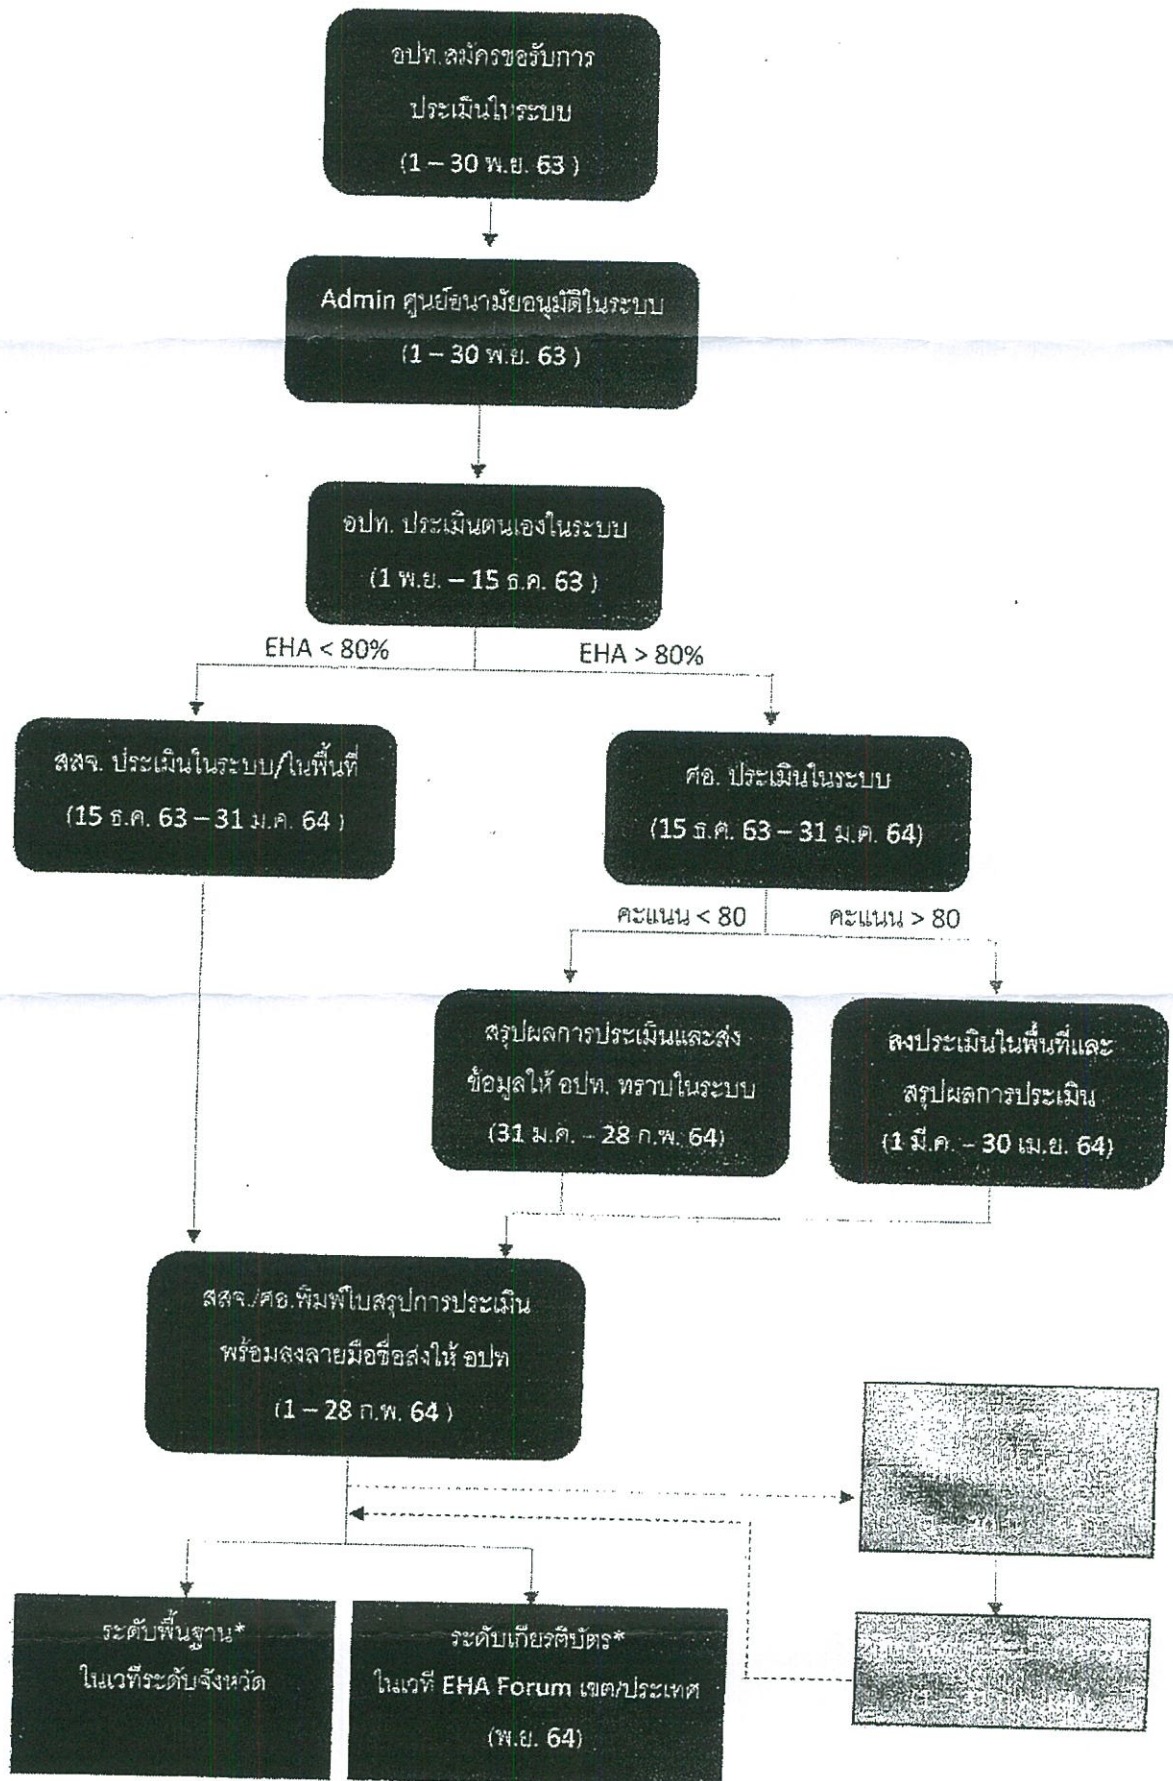 อปท.สมัครขอรับการ
ประเมินในระบบ
(1 – 30 พ.ย. 63 )
Admin ศูนย์อนามัยอนุมัติในระบบ
(1 – 30 พ.ย. 63 )
อปท. ประเมินตนเองในระบบ
(1 พ.ย. – 15 ธ.ค. 63 )
EHA < 80%
EHA > 80%
สสจ. ประเมินในระบบ/ในพื้นที่
(15 ธ.ค. 63 – 31 ม.ค. 64 )
ศอ. ประเมินในระบบ
(15 ธ.ค. 63 – 31 ม.ค. 64)
คะแนน < 80
คะแนน > 80
สรุปผลการประเมินและส่ง
ข้อมูลให้ อปท. ทราบในระบบ
(31 ม.ค. – 28 ก.พ. 64)
ลงประเมินในพื้นที่และ
สรุปผลการประเมิน
(1 มี.ค. – 30 เม.ย. 64)
สสจ./ศอ.พิมพ์ใบสรุปการประเมิน
พร้อมลงลายมือชื่อส่งให้ อปท
(1 – 28 ก.พ. 64 )
ระดับพื้นฐาน*
ในเวทีระดับจังหวัด
ระดับเกียรติบัตร*
ในเวที EHA Forum เขต/ประเทศ
(พ.ย. 64)